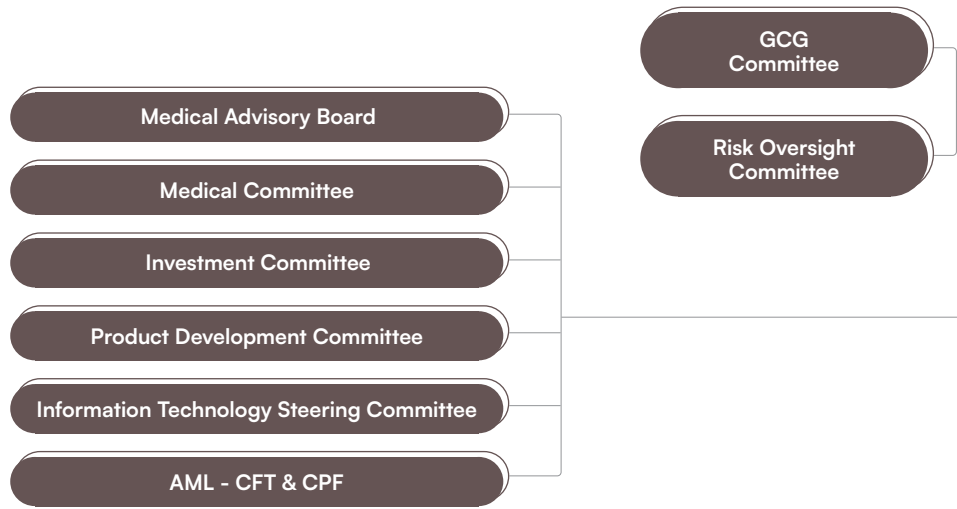 GCG
Committee
Risk Oversight
Committee
Medical Advisory Board
Medical Committee
Investment Committee
Product Development Committee
Information Technology Steering Committee
AML - CFT & CPF